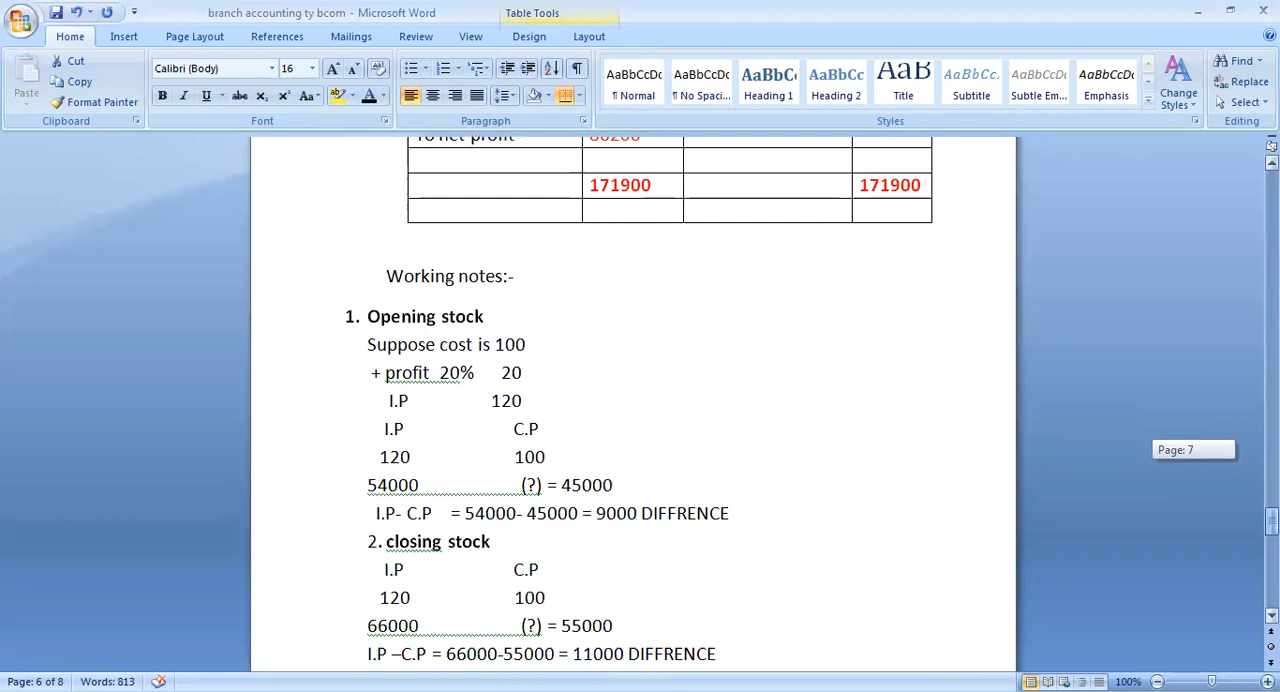 branch accounting ty bcom - Microsoft Word
Table Tools
Home Insert Page Layout References Mailings Review View Design Layout
Paste
Cut
Copy
Format Painter
Clipboard
Calibri (Body) 16
Font
Paragraph
AaBbCcDc AaBbCcDc AaBbC AaBbCc AaB AaBbCc. AaBbCcDc AaBbCcDc
¶ Normal ¶ No Spaci... Heading 1 Heading 2 Title Subtitle Subtle Em... Emphasis
Styles
Change Styles
Find
Replace
Select
Editing
To net profit 80200
171900 171900
Working notes:-
1. Opening stock
Suppose cost is 100
+ profit 20% 20
I.P 120
I.P C.P
120 100
54000 (?) = 45000
I.P- C.P = 54000- 45000 = 9000 DIFFRENCE
2. closing stock
I.P C.P
120 100
66000 (?) = 55000
I.P –C.P = 66000-55000 = 11000 DIFFRENCE
Page: 7
Page: 6 of 8 Words: 813 100%